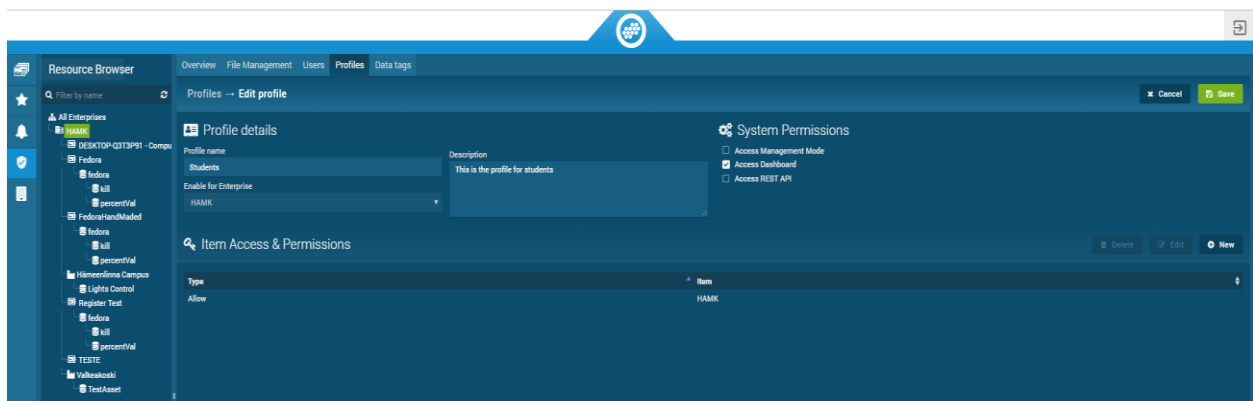 Resource Browser
Filter by name
All Enterprises
HAMK
DESKTOP-Q3T3P91 - Compu
Fedora
fedora
kill
percentVal
FedoraHandMaded
fedora
kill
percentVal
Hämeenlinna Campus
Lights Control
Register Test
fedora
kill
percentVal
TESTE
Valkeakoski
TestAsset
Overview File Management Users Profiles Data tags
Profiles → Edit profile
Cancel Save
Profile details
Profile name
Students
Enable for Enterprise
HAMK
Description
This is the profile for students
System Permissions
Access Management Mode
Access Dashboard
Access REST API
Item Access & Permissions
Delete Edit New
Type Item
Allow HAMK